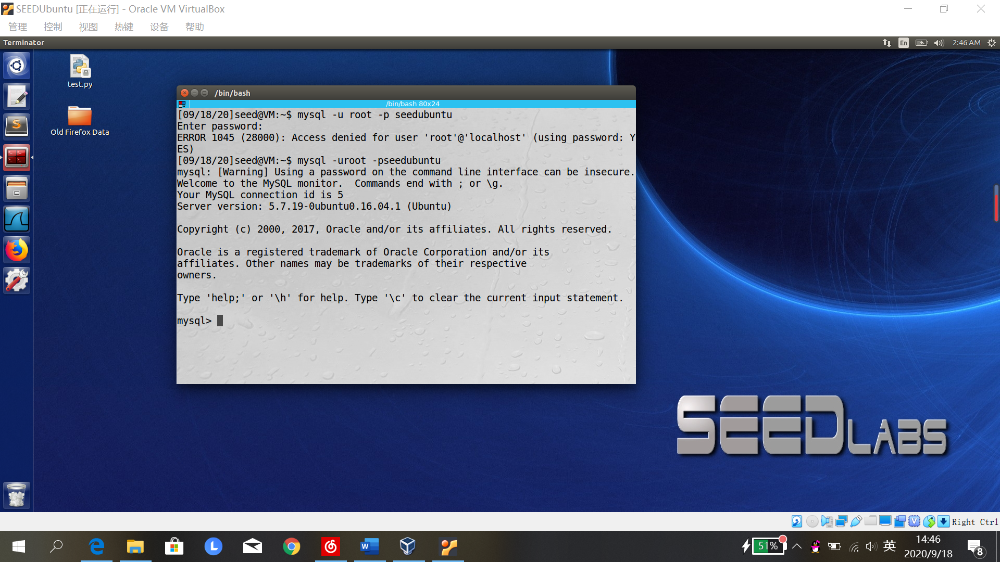 SEEDUbuntu [正在运行] - Oracle VM VirtualBox
管理 控制 视图 热键 设备 帮助
Terminator
En
2:46 AM
test.py
Old Firefox Data
/bin/bash
/bin/bash 80x24
[09/18/20]seed@VM:~$ mysql -u root -p seedubuntu
Enter password:
ERROR 1045 (28000): Access denied for user 'root'@'localhost' (using password: Y
ES)
[09/18/20]seed@VM:~$ mysql -uroot -pseedubuntu
mysql: [Warning] Using a password on the command line interface can be insecure.
Welcome to the MySQL monitor.  Commands end with ; or \g.
Your MySQL connection id is 5
Server version: 5.7.19-0ubuntu0.16.04.1 (Ubuntu)
Copyright (c) 2000, 2017, Oracle and/or its affiliates. All rights reserved.
Oracle is a registered trademark of Oracle Corporation and/or its
affiliates. Other names may be trademarks of their respective
owners.
Type 'help;' or '\h' for help. Type '\c' to clear the current input statement.
mysql>
SEEDLABS
Right Ctrl
51%
英
14:46
2020/9/18
8